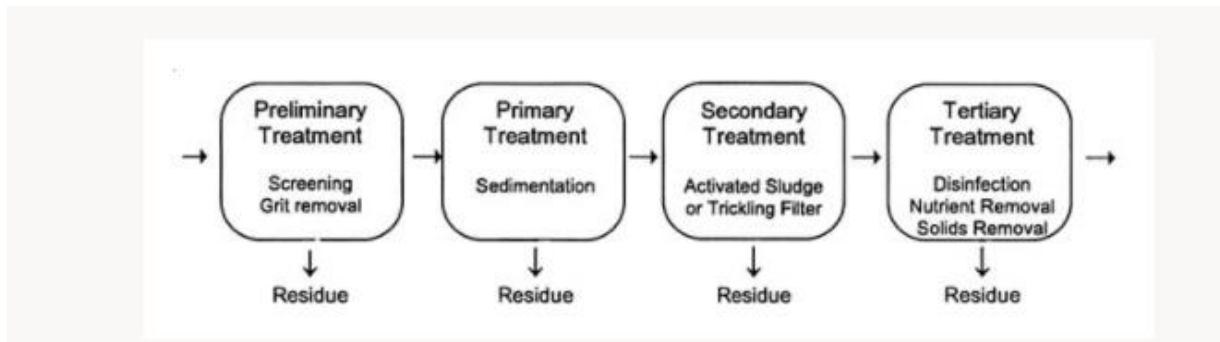 Preliminary
Treatment
Screening
Grit removal
Residue
Primary
Treatment
Sedimentation
Residue
Secondary
Treatment
Activated Sludge
or Trickling Filter
Residue
Tertiary
Treatment
Disinfection
Nutrient Removal
Solids Removal
Residue